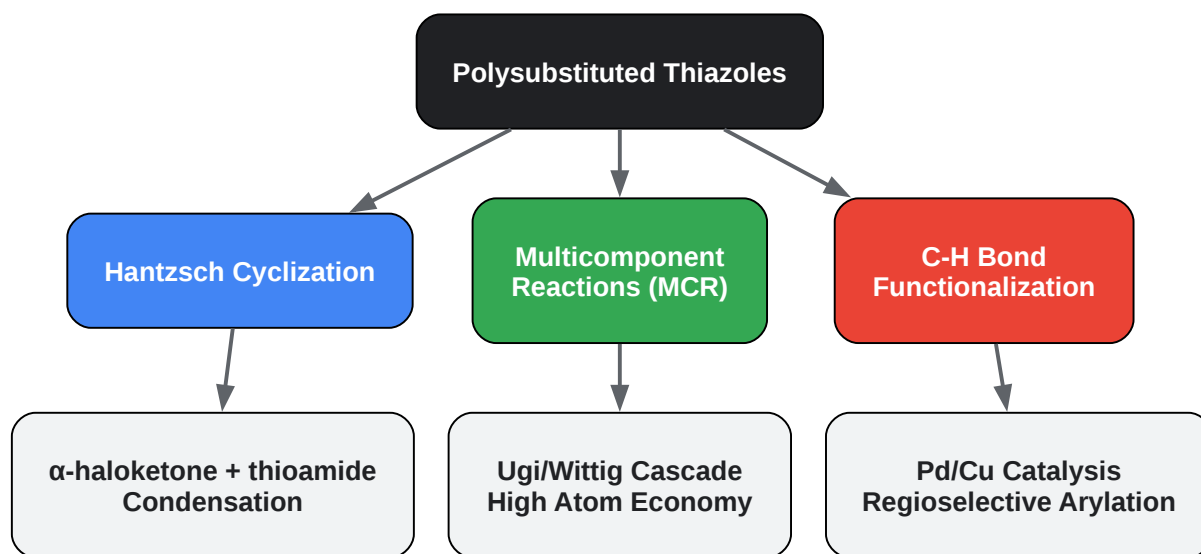 Polysubstituted Thiazoles
Hantzsch Cyclization
Multicomponent
Reactions (MCR)
C-H Bond
Functionalization
α-haloketone + thioamide
Condensation
Ugi/Wittig Cascade
High Atom Economy
Pd/Cu Catalysis
Regioselective Arylation